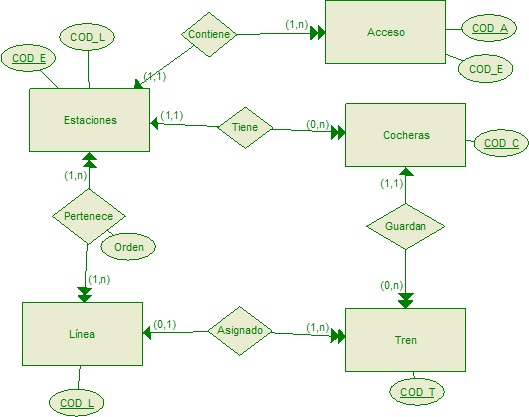 Contiene
(1,n)
Acceso
COD_A
COD_L
COD_E
COD_E
(1,1)
Estaciones
(1,1)
Tiene
(0,n)
Cocheras
COD_C
(1,n)
(1,1)
Pertenece
Guardan
Orden
(1,n)
(0,n)
Línea
(0,1)
Asignado
(1,n)
Tren
COD_L
COD_T